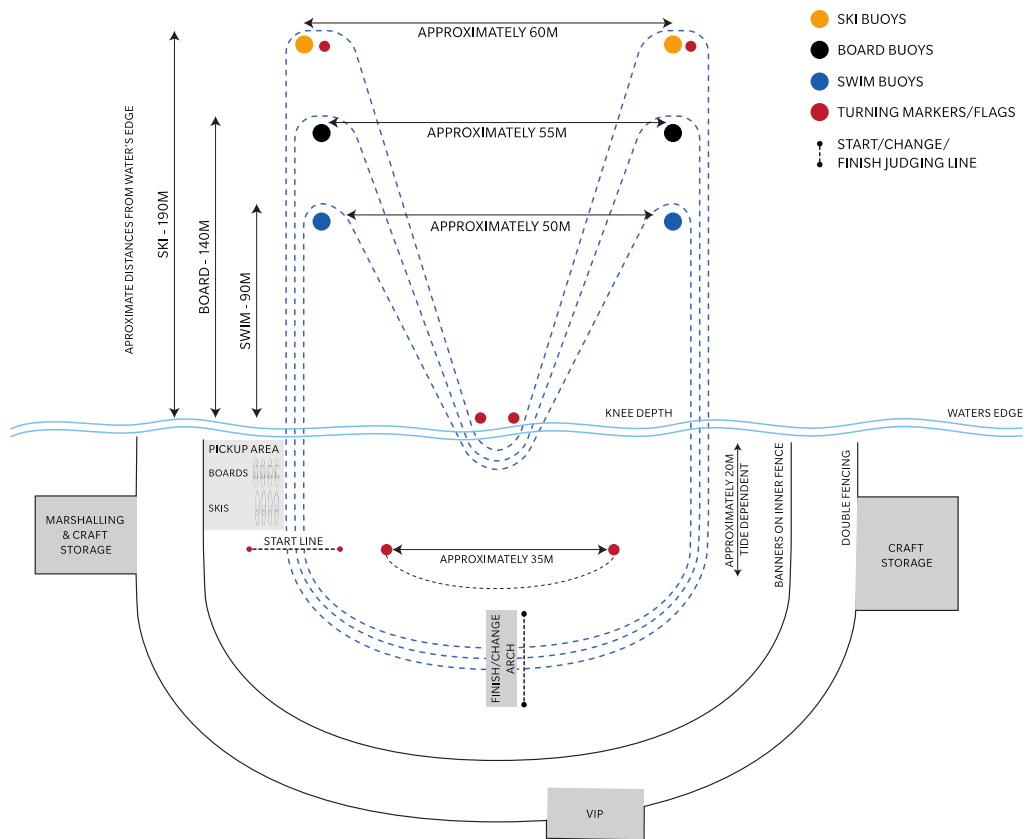 APPROXIMATELY 60M
SKI BUOYS
BOARD BUOYS
SWIM BUOYS
TURNING MARKERS/FLAGS
START/CHANGE/
FINISH JUDGING LINE
APPROXIMATELY 55M
APPROXIMATELY 50M
APROXIMATE DISTANCES FROM WATER'S EDGE
SKI - 190M
BOARD - 140M
SWIM - 90M
KNEE DEPTH
WATERS EDGE
PICKUP AREA
BOARDS
SKIS
MARSHALLING
& CRAFT
STORAGE
START LINE
APPROXIMATELY 35M
APPROXIMATELY 20M
TIDE DEPENDENT
BANNERS ON INNER FENCE
DOUBLE FENCING
CRAFT
STORAGE
FINISH/CHANGE
ARCH
VIP